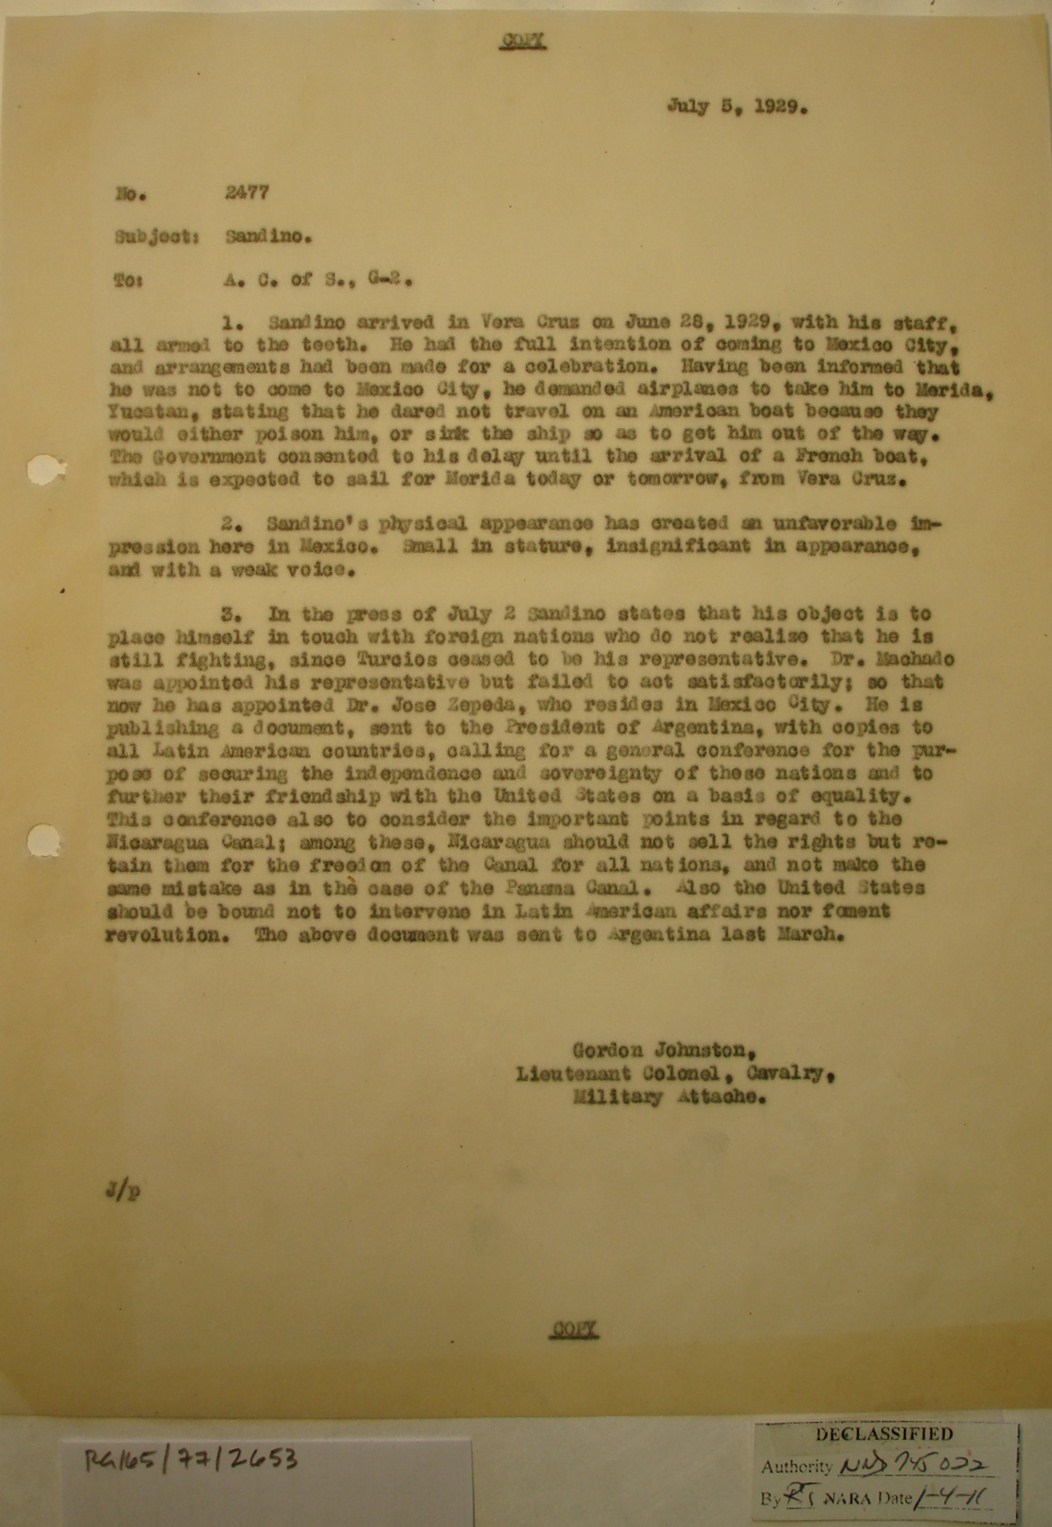 COPY
July 5, 1929.
No. 2477
Subject: Sandino.
To: A. C. of S., G-2.
1. Sandino arrived in Vera Cruz on June 28, 1929, with his staff,
all armed to the teeth. He had the full intention of coming to Mexico City,
and arrangements had been made for a celebration. Having been informed that
he was not to come to Mexico City, he demanded airplanes to take him to Merida,
Yucatan, stating that he dared not travel on an American boat because they
would either poison him, or sink the ship so as to get him out of the way.
The Government consented to his delay until the arrival of a French boat,
which is expected to sail for Merida today or tomorrow, from Vera Cruz.
2. Sandino's physical appearance has created an unfavorable im-
pression here in Mexico. Small in stature, insignificant in appearance,
and with a weak voice.
3. In the press of July 2 Sandino states that his object is to
place himself in touch with foreign nations who do not realize that he is
still fighting, since Turcios ceased to be his representative. Dr. Machado
was appointed his representative but failed to act satisfactorily; so that
now he has appointed Dr. Jose Zepeda, who resides in Mexico City. He is
publishing a document, sent to the President of Argentina, with copies to
all Latin American countries, calling for a general conference for the pur-
pose of securing the independence and sovereignty of these nations and to
further their friendship with the United States on a basis of equality.
This conference also to consider the important points in regard to the
Nicaragua Canal; among these, Nicaragua should not sell the rights but re-
tain them for the freedom of the Canal for all nations, and not make the
same mistake as in the case of the Panama Canal. Also the United States
should be bound not to intervene in Latin American affairs nor foment
revolution. The above document was sent to Argentina last March.
Gordon Johnston,
Lieutenant Colonel, Cavalry,
Military Attache.
J/p
COPY
RG165/77/2653
DECLASSIFIED
Authority NND 745022
By RT NARA Date 1-4-11